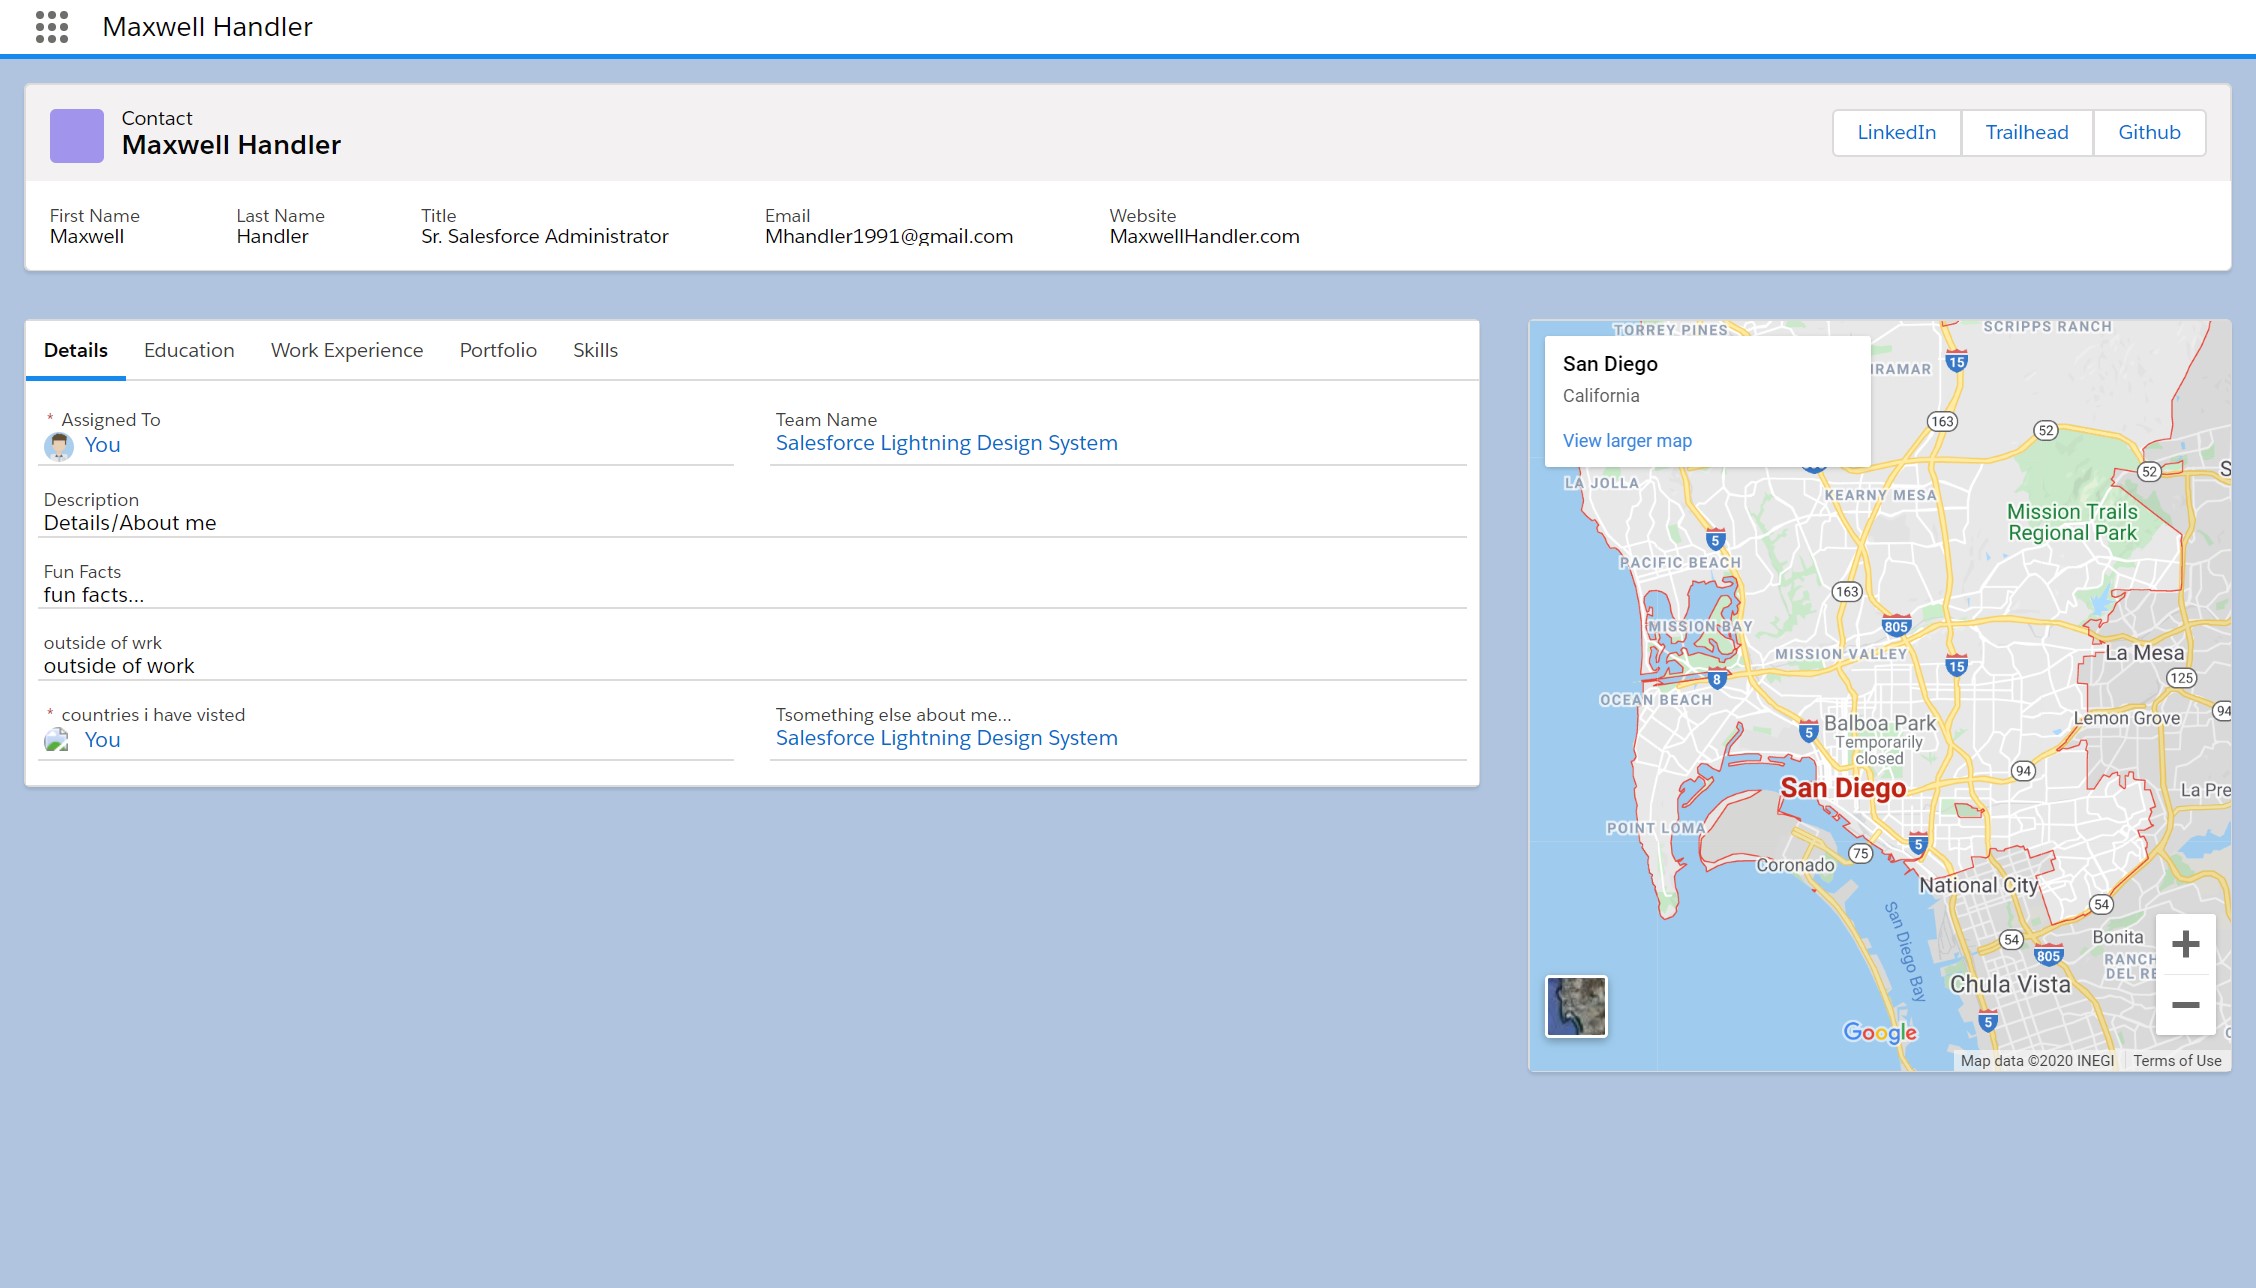 Maxwell Handler
Contact
Maxwell Handler
LinkedIn
Trailhead
Github
First Name
Maxwell
Last Name
Handler
Title
Sr. Salesforce Administrator
Email
Mhandler1991@gmail.com
Website
MaxwellHandler.com
Details
Education
Work Experience
Portfolio
Skills
* Assigned To
You
Team Name
Salesforce Lightning Design System
Description
Details/About me
Fun Facts
fun facts...
outside of wrk
outside of work
* countries i have visted
You
Tsomething else about me...
Salesforce Lightning Design System
San Diego
California
View larger map
TORREY PINES
SCRIPPS RANCH
15
IRAMAR
163
52
52
S
LA JOLLA
KEARNY MESA
Mission Trails
Regional Park
5
PACIFIC BEACH
163
MISSION BAY
805
MISSION VALLEY
15
La Mesa
8
125
OCEAN BEACH
94
Lemon Grove
5
Balboa Park
Temporarily
closed
94
San Diego
La Pre
POINT LOMA
5
75
Coronado
National City
54
San Diego Bay
54
Bonita
805
RANCH
DEL RE
Chula Vista
5
Google
Map data ©2020 INEGI
Terms of Use